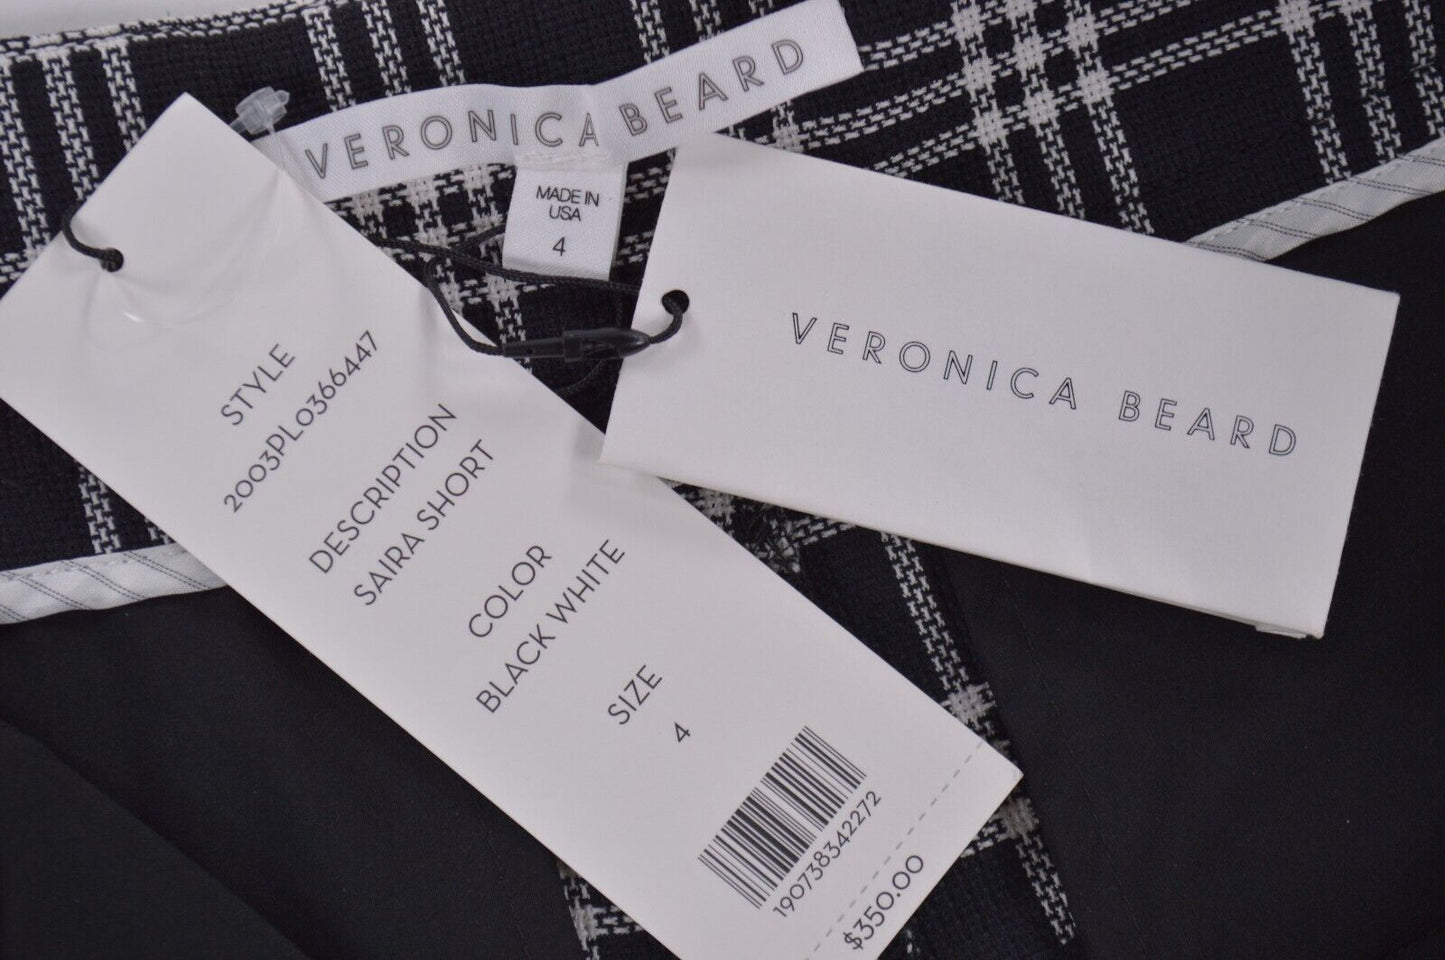 VERONICA BEARD
MADE IN
USA
4
VERONICA BEARD
STYLE
2003PL0366447
DESCRIPTION
SAIRA SHORT
COLOR
BLACK WHITE
SIZE
4
190738342272
$350.00